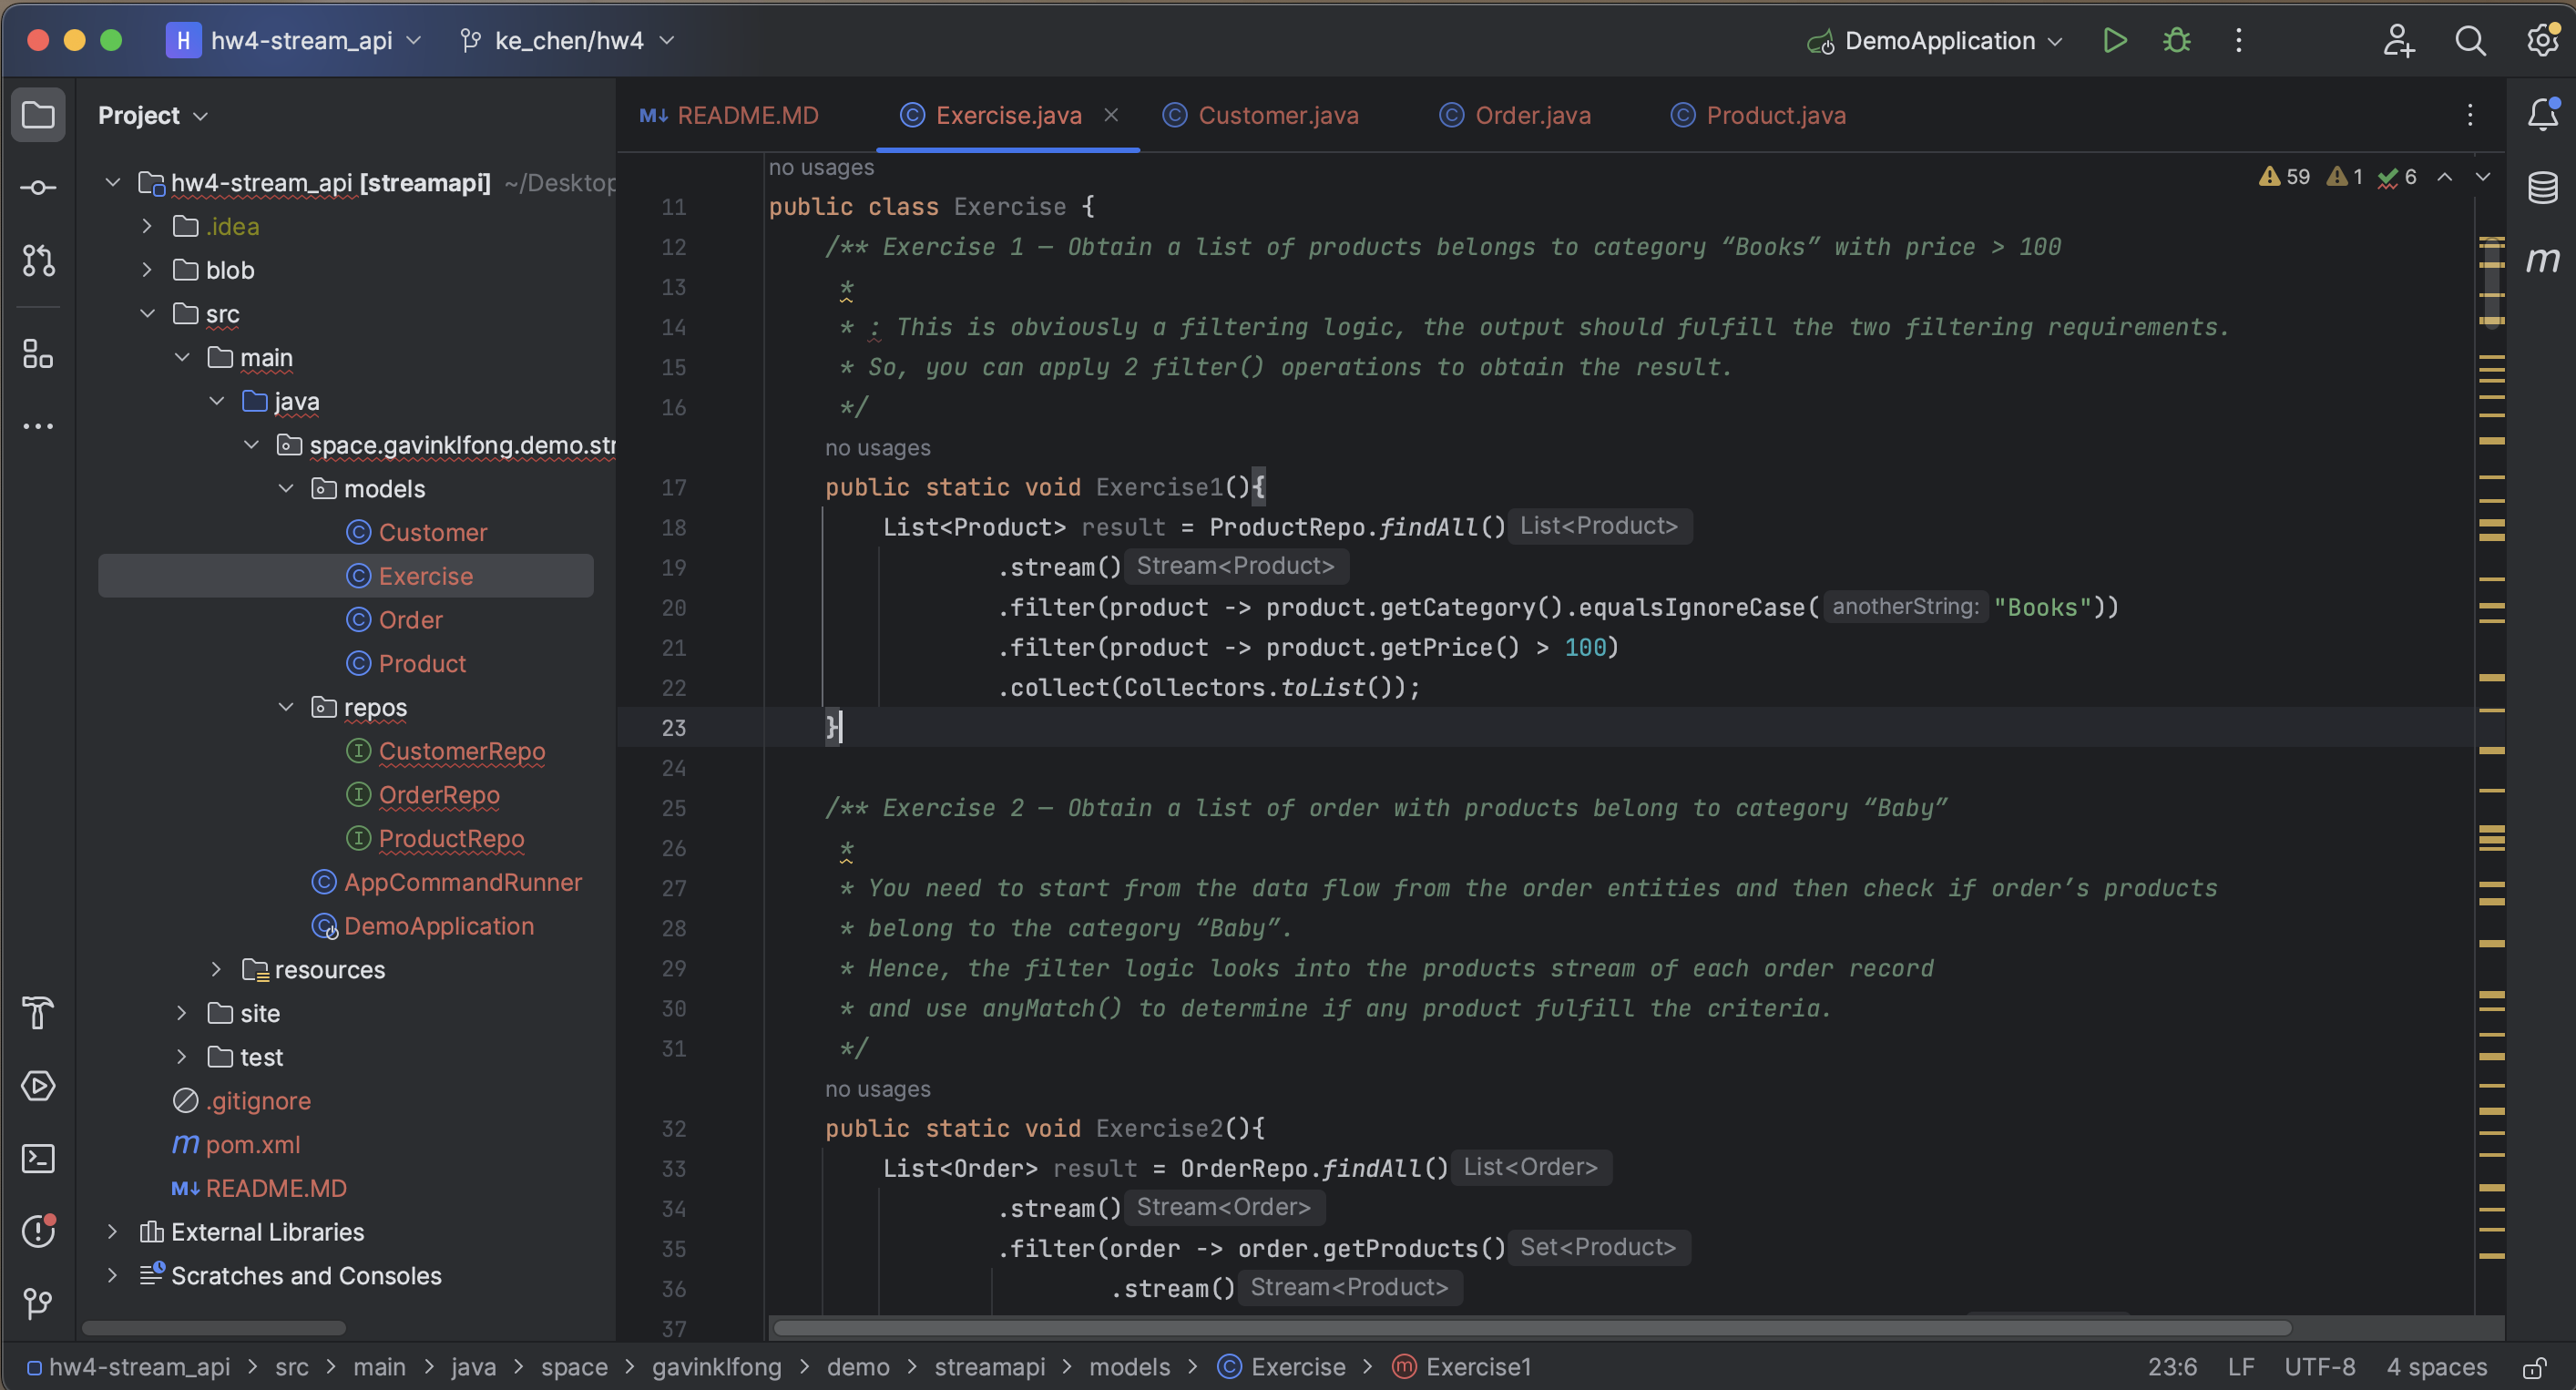 H hw4-stream_api ke_chen/hw4 DemoApplication
Project
hw4-stream_api [streamapi] ~/Desktop
.idea
blob
src
main
java
space.gavinklfong.demo.str
models
Customer
Exercise
Order
Product
repos
CustomerRepo
OrderRepo
ProductRepo
AppCommandRunner
DemoApplication
resources
site
test
.gitignore
pom.xml
README.MD
External Libraries
Scratches and Consoles
README.MD Exercise.java Customer.java Order.java Product.java
59 1 6
no usages
11 public class Exercise {
12 /** Exercise 1 — Obtain a list of products belongs to category “Books” with price > 100
13 *
14 * : This is obviously a filtering logic, the output should fulfill the two filtering requirements.
15 * So, you can apply 2 filter() operations to obtain the result.
16 */
no usages
17 public static void Exercise1(){
18 List<Product> result = ProductRepo.findAll() List<Product>
19 .stream() Stream<Product>
20 .filter(product -> product.getCategory().equalsIgnoreCase( anotherString: "Books"))
21 .filter(product -> product.getPrice() > 100)
22 .collect(Collectors.toList());
23 }
24
25 /** Exercise 2 — Obtain a list of order with products belong to category “Baby”
26 *
27 * You need to start from the data flow from the order entities and then check if order’s products
28 * belong to the category “Baby”.
29 * Hence, the filter logic looks into the products stream of each order record
30 * and use anyMatch() to determine if any product fulfill the criteria.
31 */
no usages
32 public static void Exercise2(){
33 List<Order> result = OrderRepo.findAll() List<Order>
34 .stream() Stream<Order>
35 .filter(order -> order.getProducts() Set<Product>
36 .stream() Stream<Product>
37
hw4-stream_api > src > main > java > space > gavinklfong > demo > streamapi > models > Exercise > Exercise1 23:6 LF UTF-8 4 spaces